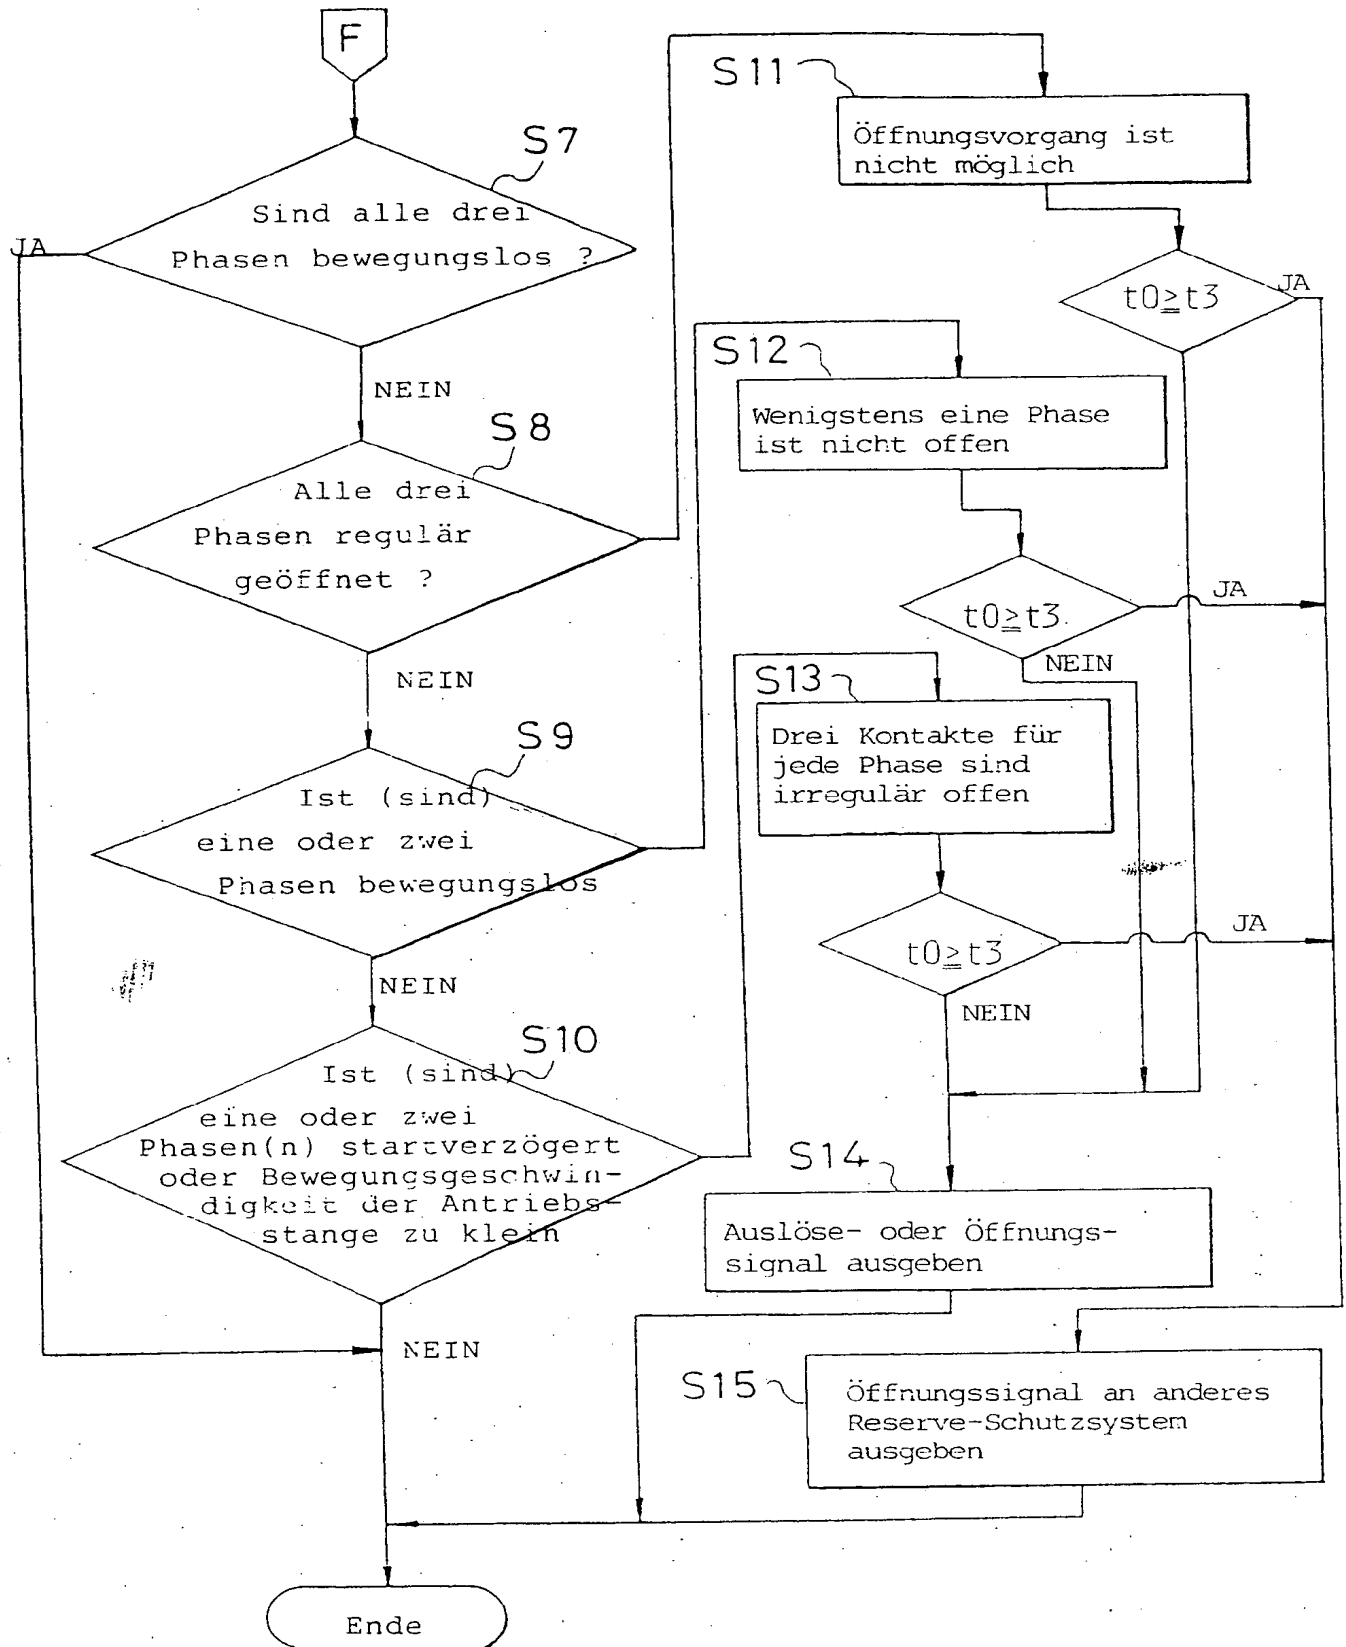 F
S7
Sind alle drei
Phasen bewegungslos ?
JA
NEIN
S8
Alle drei
Phasen regulär
geöffnet ?
NEIN
S9
Ist (sind)
eine oder zwei
Phasen bewegungslos
NEIN
S10
Ist (sind)
eine oder zwei
Phasen(n) startverzögert
oder Bewegungsgeschwin-
digkeit der Antriebs-
stange zu klein
NEIN
S11
Öffnungsvorgang ist
nicht möglich
t0≧t3
JA
S12
Wenigstens eine Phase
ist nicht offen
t0≧t3
JA
NEIN
S13
Drei Kontakte für
jede Phase sind
irregulär offen
t0≧t3
JA
NEIN
S14
Auslöse- oder Öffnungs-
signal ausgeben
S15
Öffnungssignal an anderes
Reserve-Schutzsystem
ausgeben
Ende